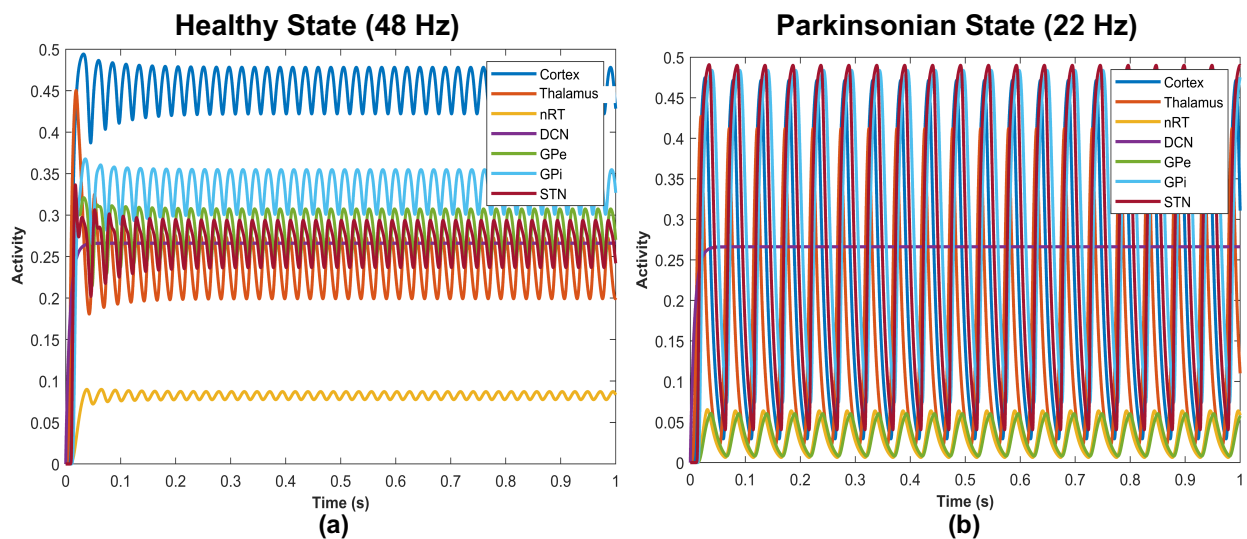 Healthy State (48 Hz)
0.5
0.45
0.4
0.35
0.3
0.25
0.2
0.15
0.1
0.05
0
Activity
Cortex
Thalamus
nRT
DCN
GPe
GPi
STN
0 0.1 0.2 0.3 0.4 0.5 0.6 0.7 0.8 0.9 1
Time (s)
(a)
Parkinsonian State (22 Hz)
0.5
0.45
0.4
0.35
0.3
0.25
0.2
0.15
0.1
0.05
0
Activity
Cortex
Thalamus
nRT
DCN
GPe
GPi
STN
0 0.1 0.2 0.3 0.4 0.5 0.6 0.7 0.8 0.9 1
Time (s)
(b)